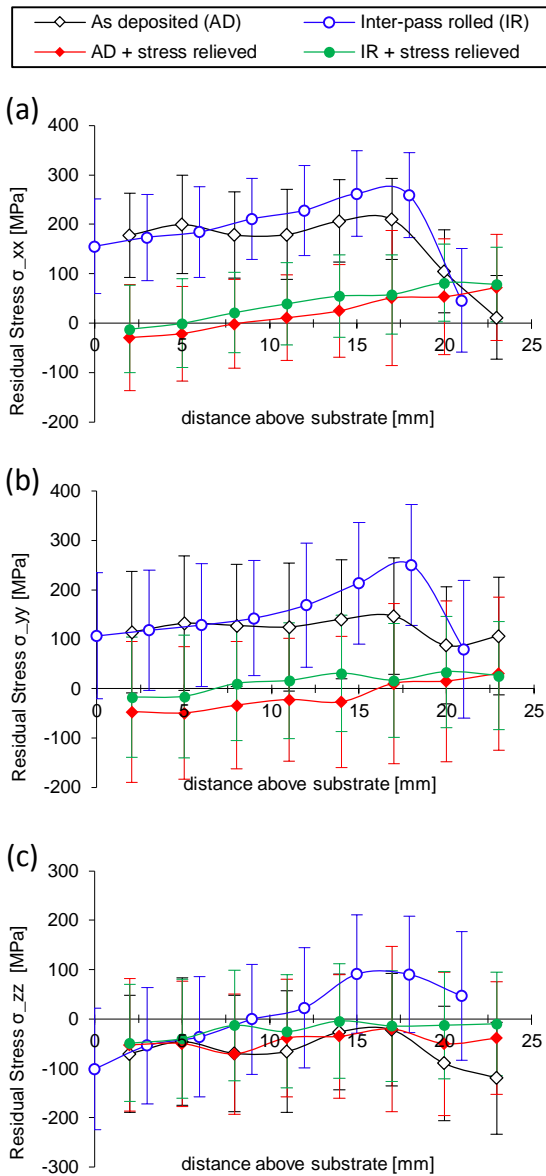 As deposited (AD) Inter-pass rolled (IR)
AD + stress relieved IR + stress relieved
(a)
400
300
200
100
0
-100
-200
0 5 10 15 20 25
Residual Stress σ_xx [MPa]
distance above substrate [mm]
(b)
400
300
200
100
0
-100
-200
0 5 10 15 20 25
Residual Stress σ_yy [MPa]
distance above substrate [mm]
(c)
300
200
100
0
-100
-200
-300
0 5 10 15 20 25
Residual Stress σ_zz [MPa]
distance above substrate [mm]